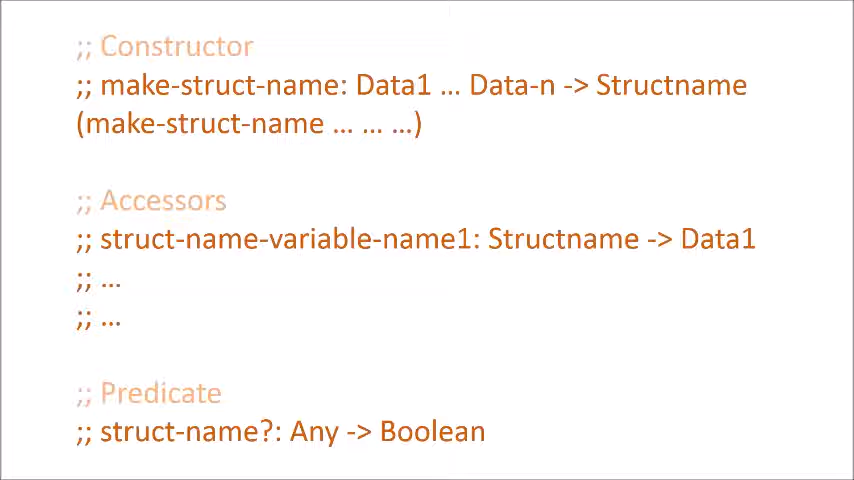 ;; Constructor
;; make-struct-name: Data1 … Data-n -> Structname
(make-struct-name … … …)
;; Accessors
;; struct-name-variable-name1: Structname -> Data1
;; …
;; …
;; Predicate
;; struct-name?: Any -> Boolean